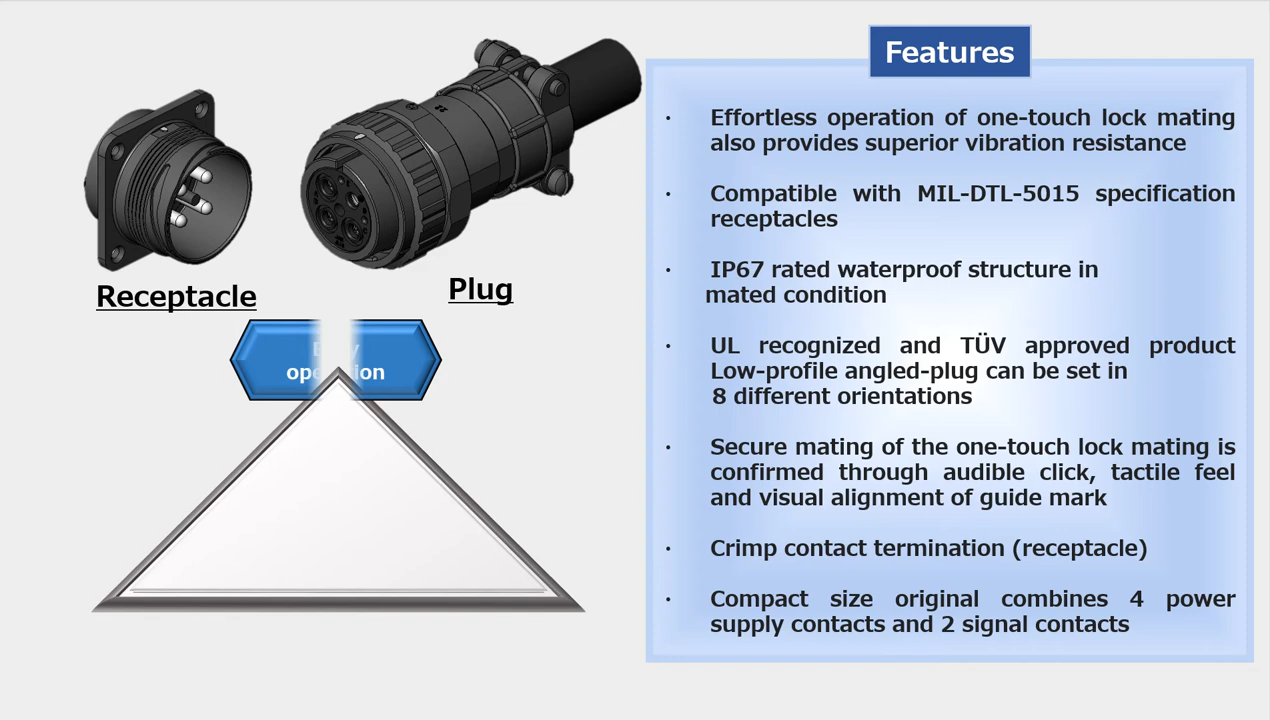 Features
Receptacle
Plug
operation
· Effortless operation of one-touch lock mating
also provides superior vibration resistance
· Compatible with MIL-DTL-5015 specification
receptacles
· IP67 rated waterproof structure in
mated condition
· UL recognized and TÜV approved product
Low-profile angled-plug can be set in
8 different orientations
· Secure mating of the one-touch lock mating is
confirmed through audible click, tactile feel
and visual alignment of guide mark
· Crimp contact termination (receptacle)
· Compact size original combines 4 power
supply contacts and 2 signal contacts